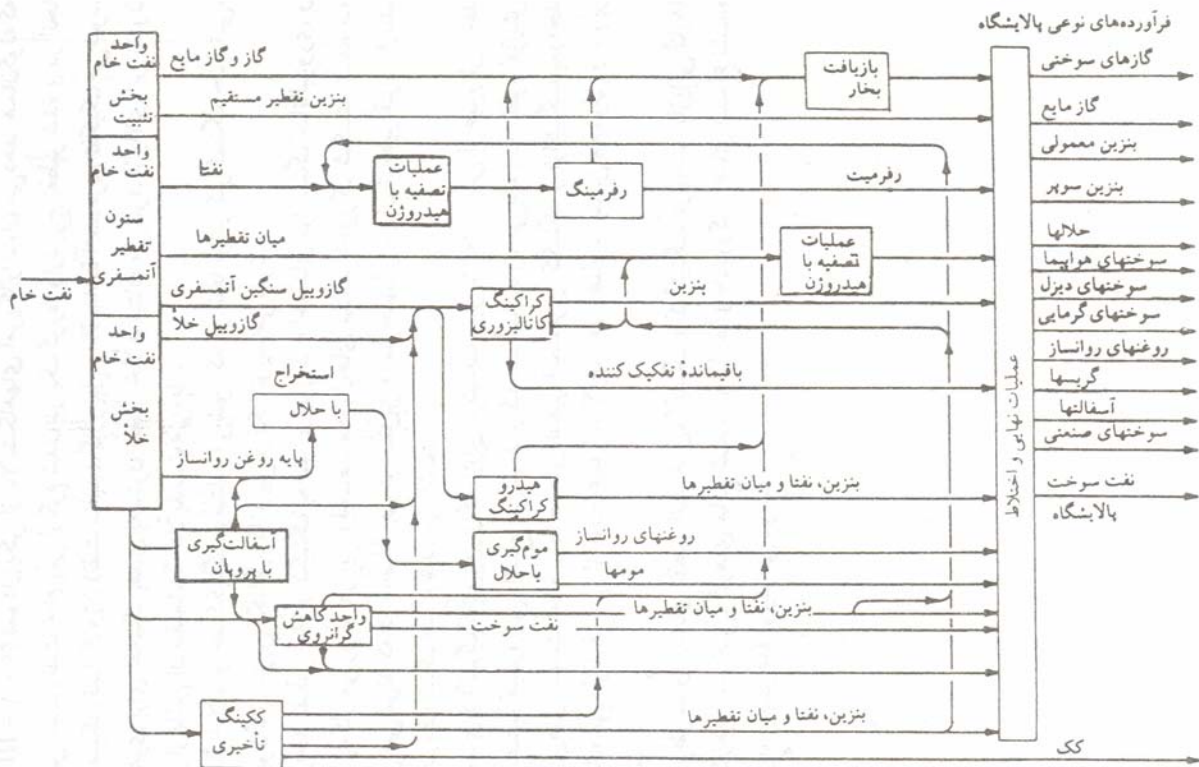 فرآورده‌های نوعی پالایشگاه
واحد
نفت خام
بخش
تثبیت
واحد
نفت خام
ستون
تقطیر
آتمسفری
واحد
نفت خام
بخش
خلأ
نفت خام
گاز و گاز مایع
بنزین تقطیر مستقیم
نفتا
میان تقطیرها
گازوییل سنگین آتمسفری
گازوییل خلأ
استخراج
با حلال
پایه روغن روانساز
آسفالت‌گیری
با پروپان
واحد کاهش
گرانروی
ککینگ
تأخیری
عملیات
تصفیه با
هیدروژن
رفرمینگ
رفرمیت
بازیافت
بخار
عملیات
تصفیه با
هیدروژن
کراکینگ
کاتالیزوری
بنزین
باقیماندهٔ تفکیک کننده
هیدرو
کراکینگ
بنزین، نفتا و میان تقطیرها
موم‌گیری
باحلال
روغنهای روانساز
مومها
بنزین، نفتا و میان تقطیرها
نفت سوخت
بنزین، نفتا و میان تقطیرها
کک
عملیات نهایی و اختلاط
گازهای سوختی
گاز مایع
بنزین معمولی
بنزین سوپر
حلالها
سوختهای هواپیما
سوختهای دیزل
سوختهای گرمایی
روغنهای روانساز
گریسها
آسفالتها
سوختهای صنعتی
نفت سوخت
پالایشگاه